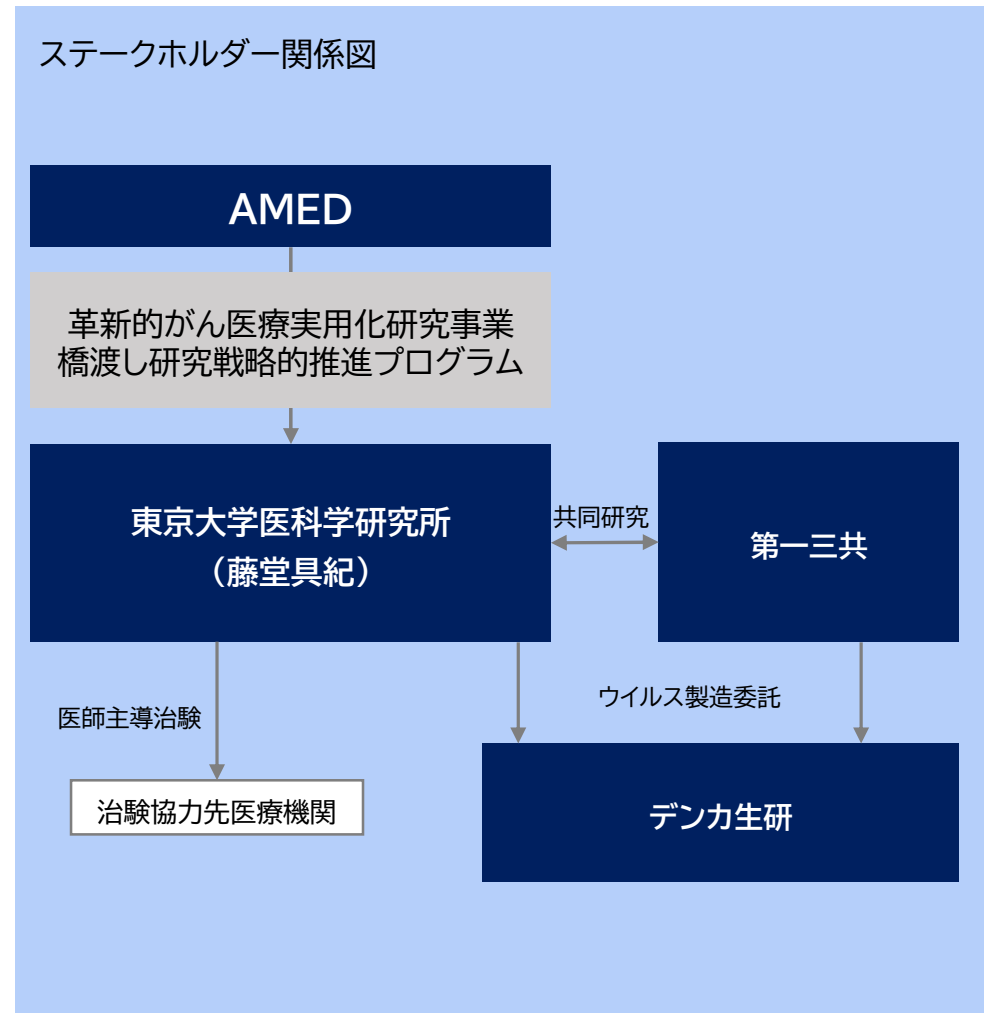 ステークホルダー関係図
AMED
革新的がん医療実用化研究事業
橋渡し研究戦略的推進プログラム
東京大学医科学研究所
（藤堂具紀）
共同研究
第一三共
医師主導治験
ウイルス製造委託
治験協力先医療機関
デンカ生研